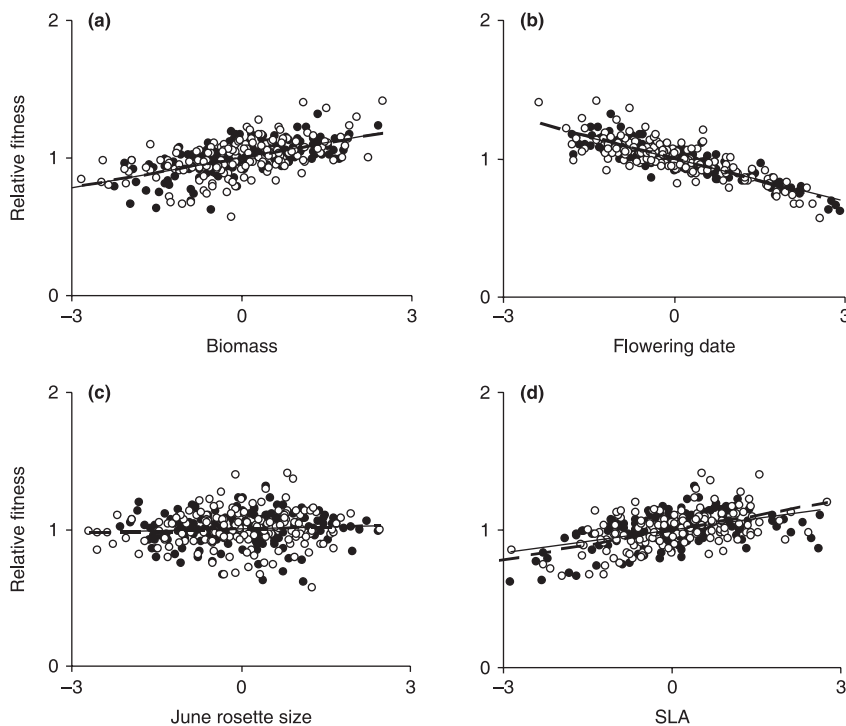 (a)
2
1
0
Relative fitness
−3
0
3
Biomass
(b)
2
1
0
−3
0
3
Flowering date
(c)
2
1
0
Relative fitness
−3
0
3
June rosette size
(d)
2
1
0
−3
0
3
SLA